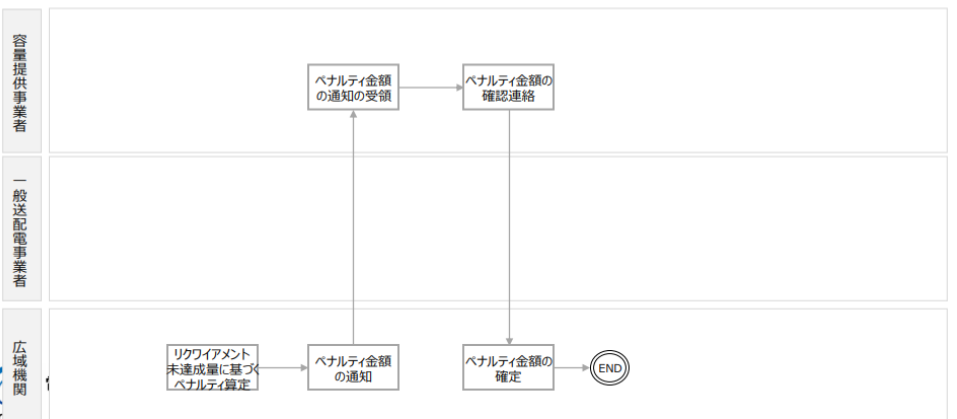 容量提供事業者
ペナルティ金額
の通知の受領
ペナルティ金額の
確認連絡
一般送配電事業者
広域機関
リクワイアメント
未達成量に基づく
ペナルティ算定
ペナルティ金額
の通知
ペナルティ金額の
確定
END